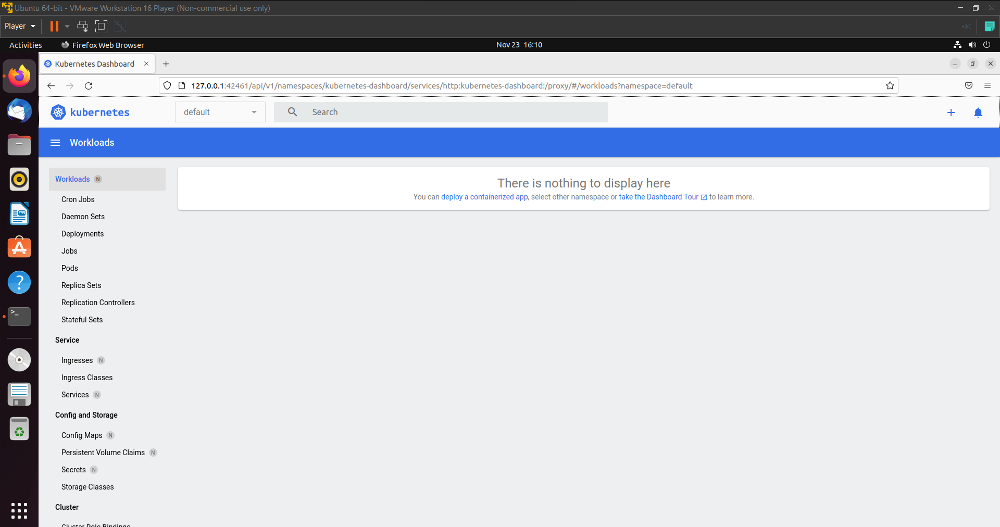 Ubuntu 64-bit - VMware Workstation 16 Player (Non-commercial use only)
Player
Activities
Firefox Web Browser
Nov 23 16:10
Kubernetes Dashboard
127.0.0.1:42461/api/v1/namespaces/kubernetes-dashboard/services/http:kubernetes-dashboard:/proxy/#/workloads?namespace=default
kubernetes
default
Search
Workloads
Workloads N
There is nothing to display here
You can deploy a containerized app, select other namespace or take the Dashboard Tour to learn more.
Cron Jobs
Daemon Sets
Deployments
Jobs
Pods
Replica Sets
Replication Controllers
Stateful Sets
Service
Ingresses N
Ingress Classes
Services N
Config and Storage
Config Maps N
Persistent Volume Claims N
Secrets N
Storage Classes
Cluster
Cluster Role Bindings